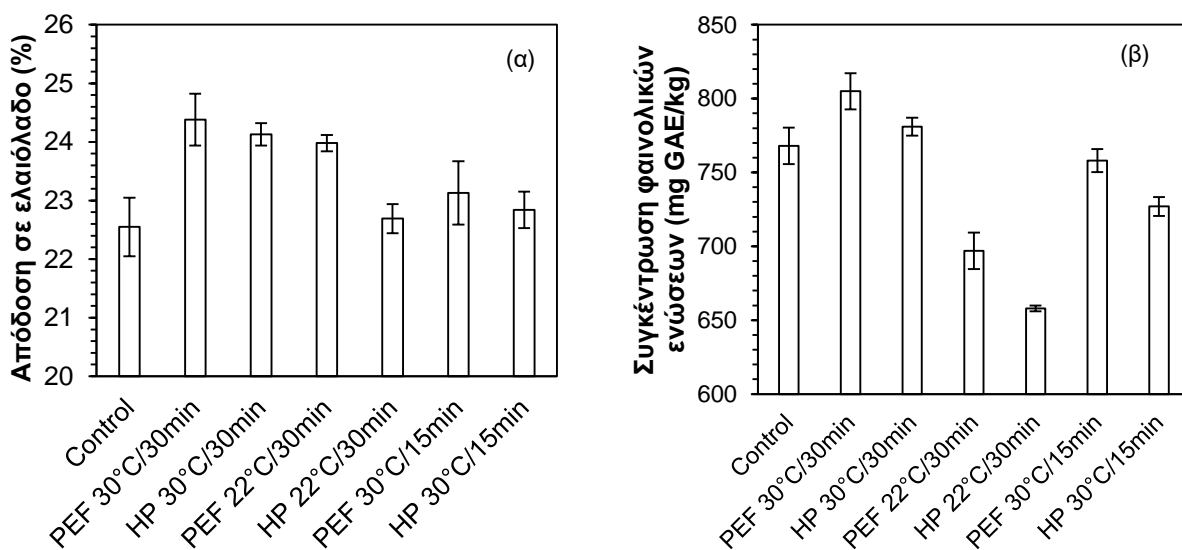 Απόδοση σε ελαιόλαδο (%)
26
25
24
23
22
21
20
(α)
Control
PEF 30°C/30min
HP 30°C/30min
PEF 22°C/30min
HP 22°C/30min
PEF 30°C/15min
HP 30°C/15min
Συγκέντρωση φαινολικών
ενώσεων (mg GAE/kg)
850
800
750
700
650
600
(β)
Control
PEF 30°C/30min
HP 30°C/30min
PEF 22°C/30min
HP 22°C/30min
PEF 30°C/15min
HP 30°C/15min